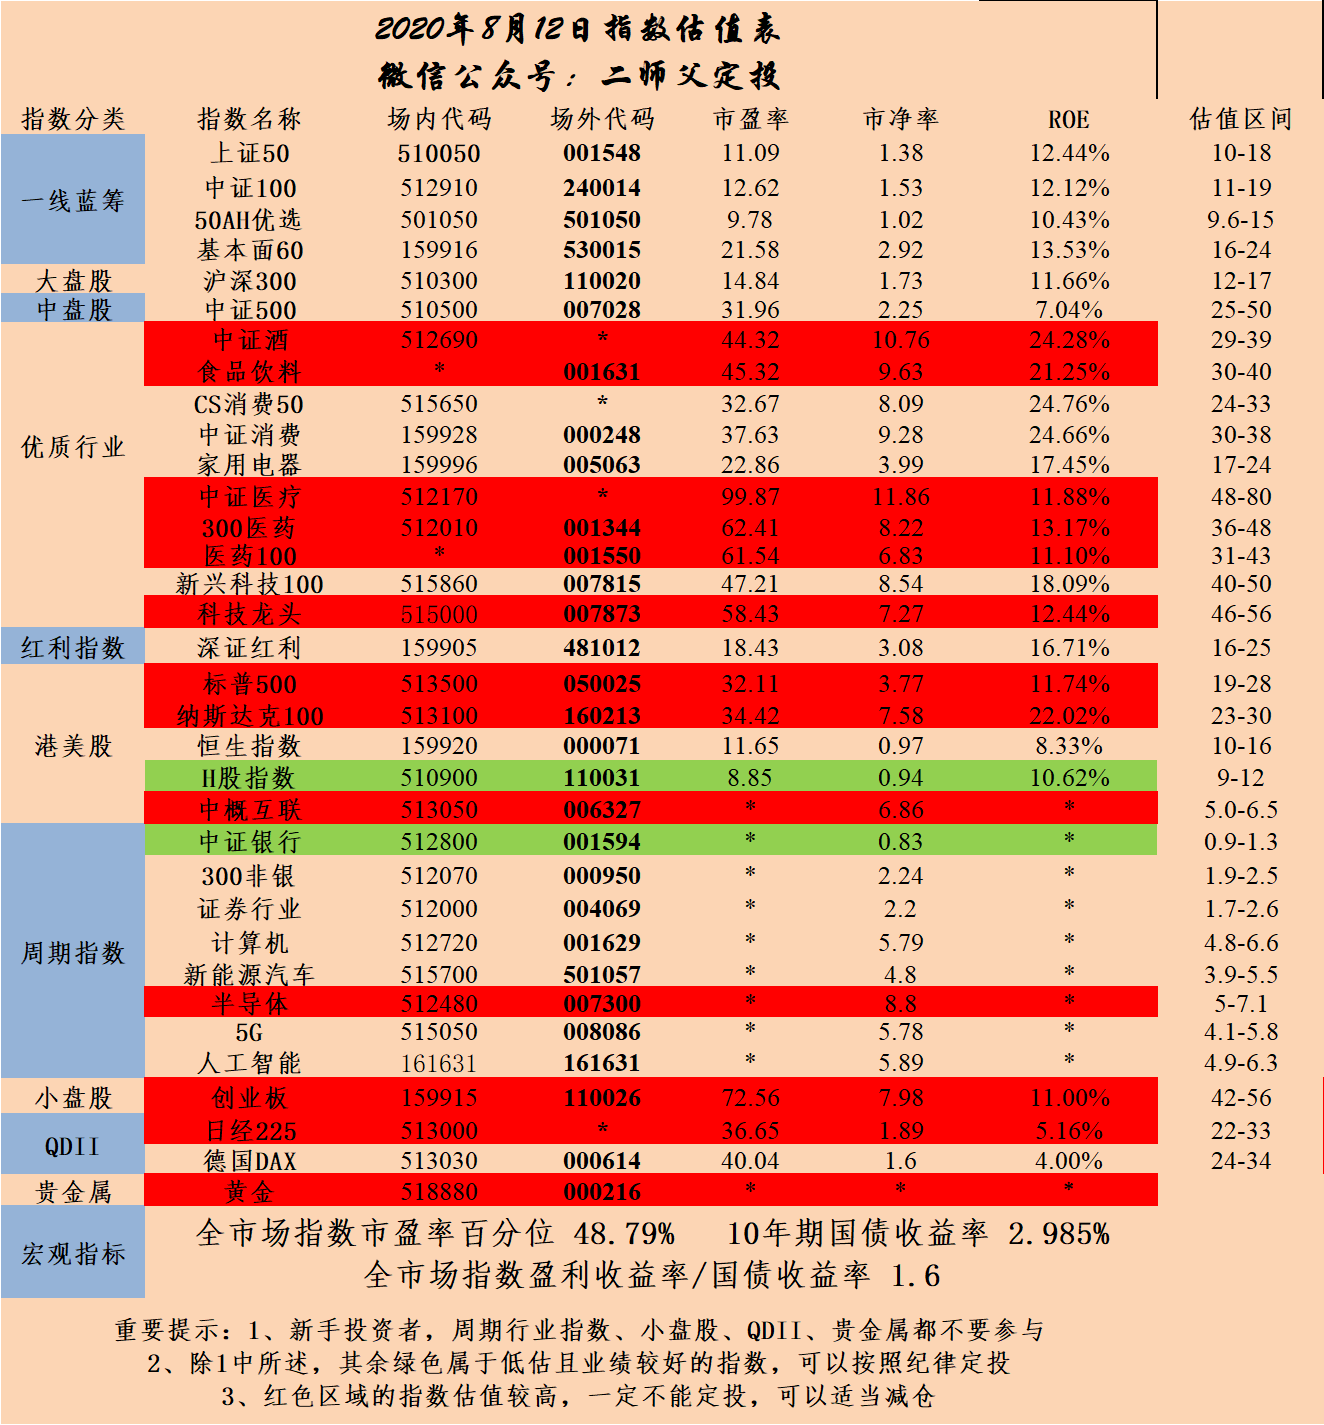 2020年8月12日指数估值表
微信公众号：二师父定投
指数分类 指数名称 场内代码 场外代码 市盈率 市净率 ROE 估值区间
一线蓝筹 上证50 510050 001548 11.09 1.38 12.44% 10-18
中证100 512910 240014 12.62 1.53 12.12% 11-19
50AH优选 501050 501050 9.78 1.02 10.43% 9.6-15
基本面60 159916 530015 21.58 2.92 13.53% 16-24
大盘股 沪深300 510300 110020 14.84 1.73 11.66% 12-17
中盘股 中证500 510500 007028 31.96 2.25 7.04% 25-50
优质行业 中证酒 512690 * 44.32 10.76 24.28% 29-39
食品饮料 * 001631 45.32 9.63 21.25% 30-40
CS消费50 515650 * 32.67 8.09 24.76% 24-33
中证消费 159928 000248 37.63 9.28 24.66% 30-38
家用电器 159996 005063 22.86 3.99 17.45% 17-24
中证医疗 512170 * 99.87 11.86 11.88% 48-80
300医药 512010 001344 62.41 8.22 13.17% 36-48
医药100 * 001550 61.54 6.83 11.10% 31-43
新兴科技100 515860 007815 47.21 8.54 18.09% 40-50
科技龙头 515000 007873 58.43 7.27 12.44% 46-56
红利指数 深证红利 159905 481012 18.43 3.08 16.71% 16-25
港美股 标普500 513500 050025 32.11 3.77 11.74% 19-28
纳斯达克100 513100 160213 34.42 7.58 22.02% 23-30
恒生指数 159920 000071 11.65 0.97 8.33% 10-16
H股指数 510900 110031 8.85 0.94 10.62% 9-12
中概互联 513050 006327 * 6.86 * 5.0-6.5
周期指数 中证银行 512800 001594 * 0.83 * 0.9-1.3
300非银 512070 000950 * 2.24 * 1.9-2.5
证券行业 512000 004069 * 2.2 * 1.7-2.6
计算机 512720 001629 * 5.79 * 4.8-6.6
新能源汽车 515700 501057 * 4.8 * 3.9-5.5
半导体 512480 007300 * 8.8 * 5-7.1
5G 515050 008086 * 5.78 * 4.1-5.8
人工智能 161631 161631 * 5.89 * 4.9-6.3
小盘股 创业板 159915 110026 72.56 7.98 11.00% 42-56
QDII 日经225 513000 * 36.65 1.89 5.16% 22-33
德国DAX 513030 000614 40.04 1.6 4.00% 24-34
贵金属 黄金 518880 000216 * * *
宏观指标 全市场指数市盈率百分位 48.79% 10年期国债收益率 2.985%
全市场指数盈利收益率/国债收益率 1.6
重要提示：1、新手投资者，周期行业指数、小盘股、QDII、贵金属都不要参与
2、除1中所述，其余绿色属于低估且业绩较好的指数，可以按照纪律定投
3、红色区域的指数估值较高，一定不能定投，可以适当减仓